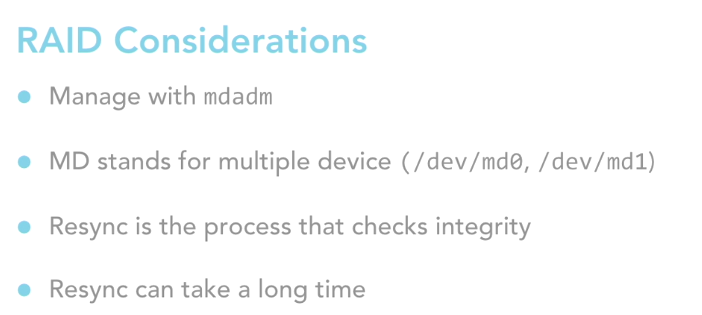 RAID Considerations
• Manage with mdadm
• MD stands for multiple device (/dev/md0, /dev/md1)
• Resync is the process that checks integrity
• Resync can take a long time